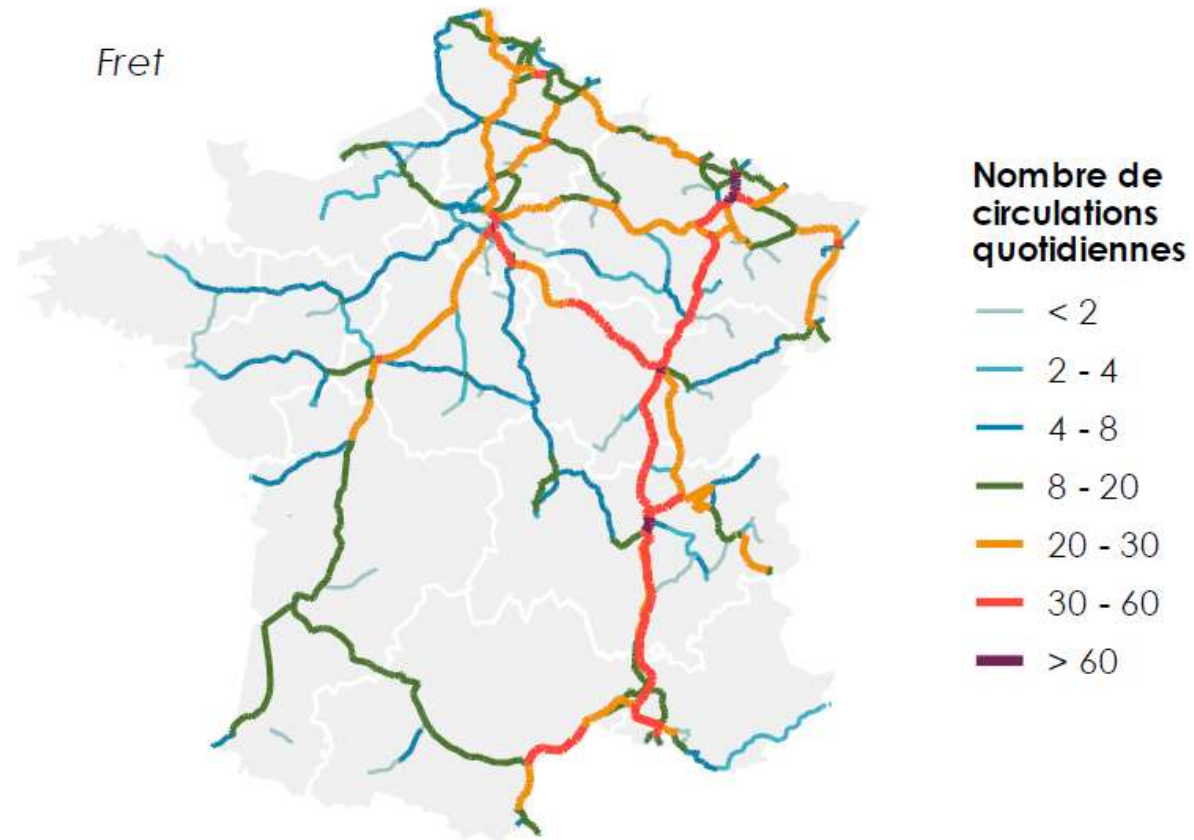 Fret
Nombre de
circulations
quotidiennes
< 2
2 - 4
4 - 8
8 - 20
20 - 30
30 - 60
> 60